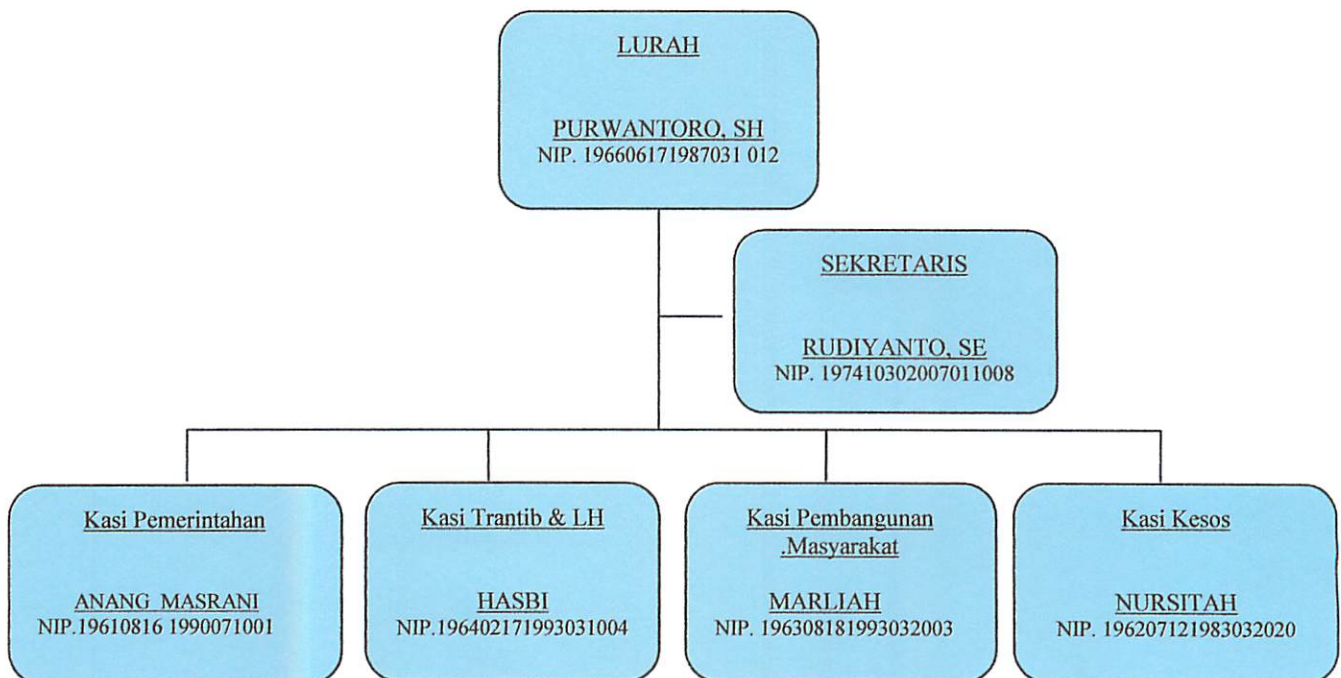 LURAH
PURWANTORO, SH
NIP. 196606171987031 012
SEKRETARIS
RUDIYANTO, SE
NIP. 197410302007011008
Kasi Pemerintahan
ANANG MASRANI
NIP.19610816 1990071001
Kasi Trantib & LH
HASBI
NIP.196402171993031004
Kasi Pembangunan
.Masyarakat
MARLIAH
NIP. 196308181993032003
Kasi Kesos
NURSITAH
NIP. 196207121983032020